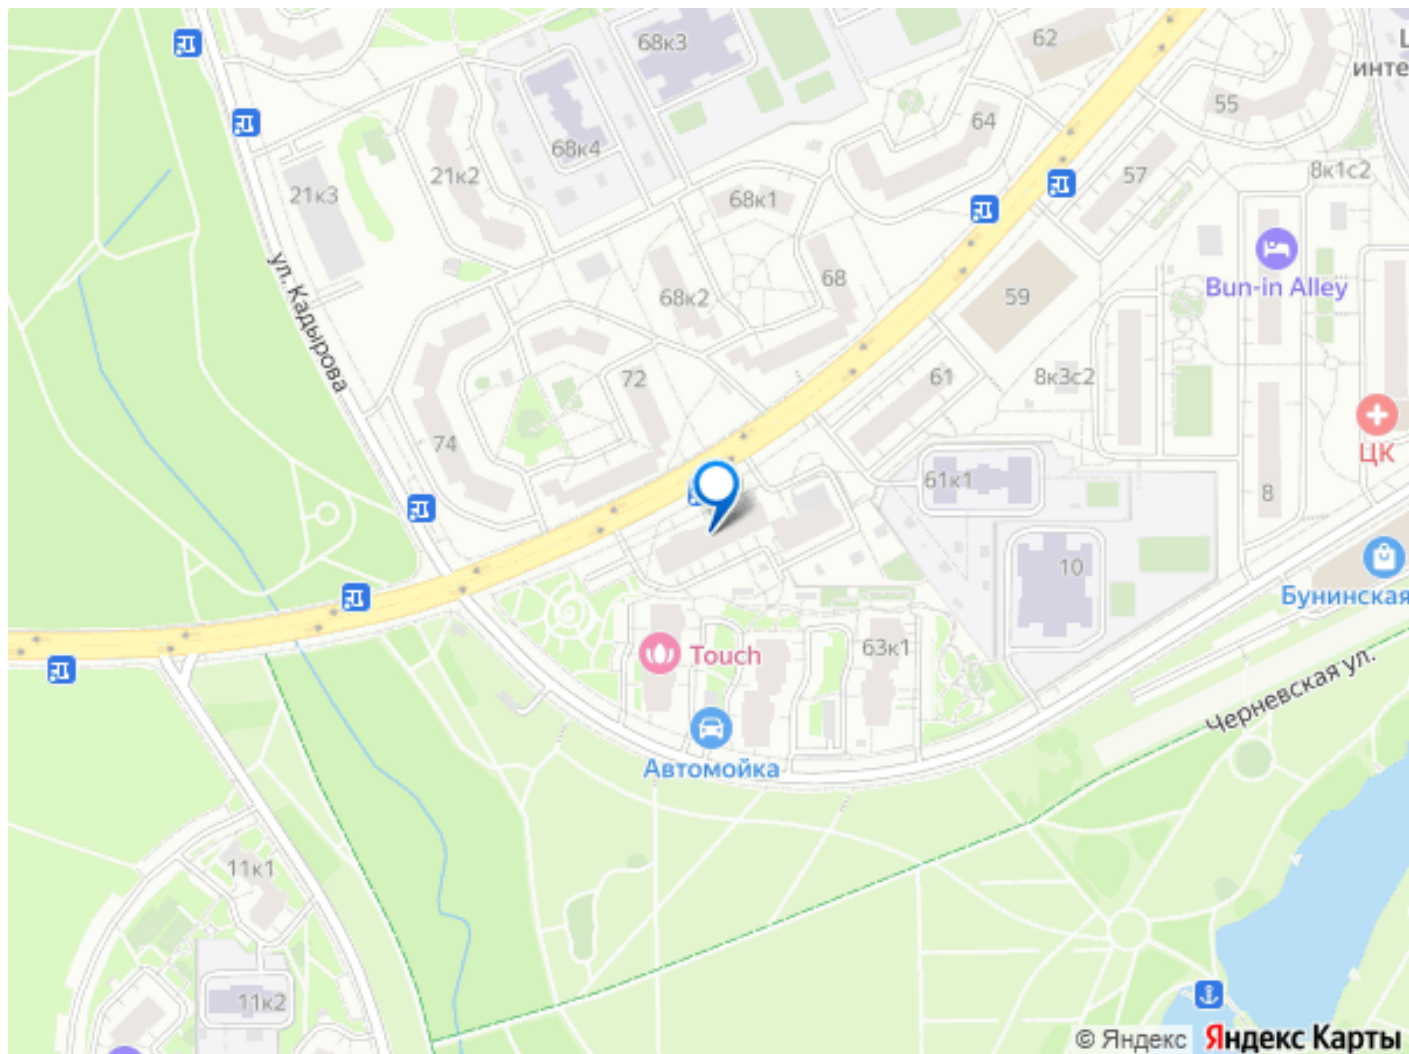 68к3
62
Ц
инте
55
64
68к4
57
8к1с2
21к3
21к2
68к1
ул. Кадырова
68к2
68
59
Bun-in Alley
72
61
8к3с2
74
ЦК
61к1
8
10
Бунинская
63к1
Touch
Черневская ул.
Автомойка
11к1
11к2
© Яндекс Яндекс Карты